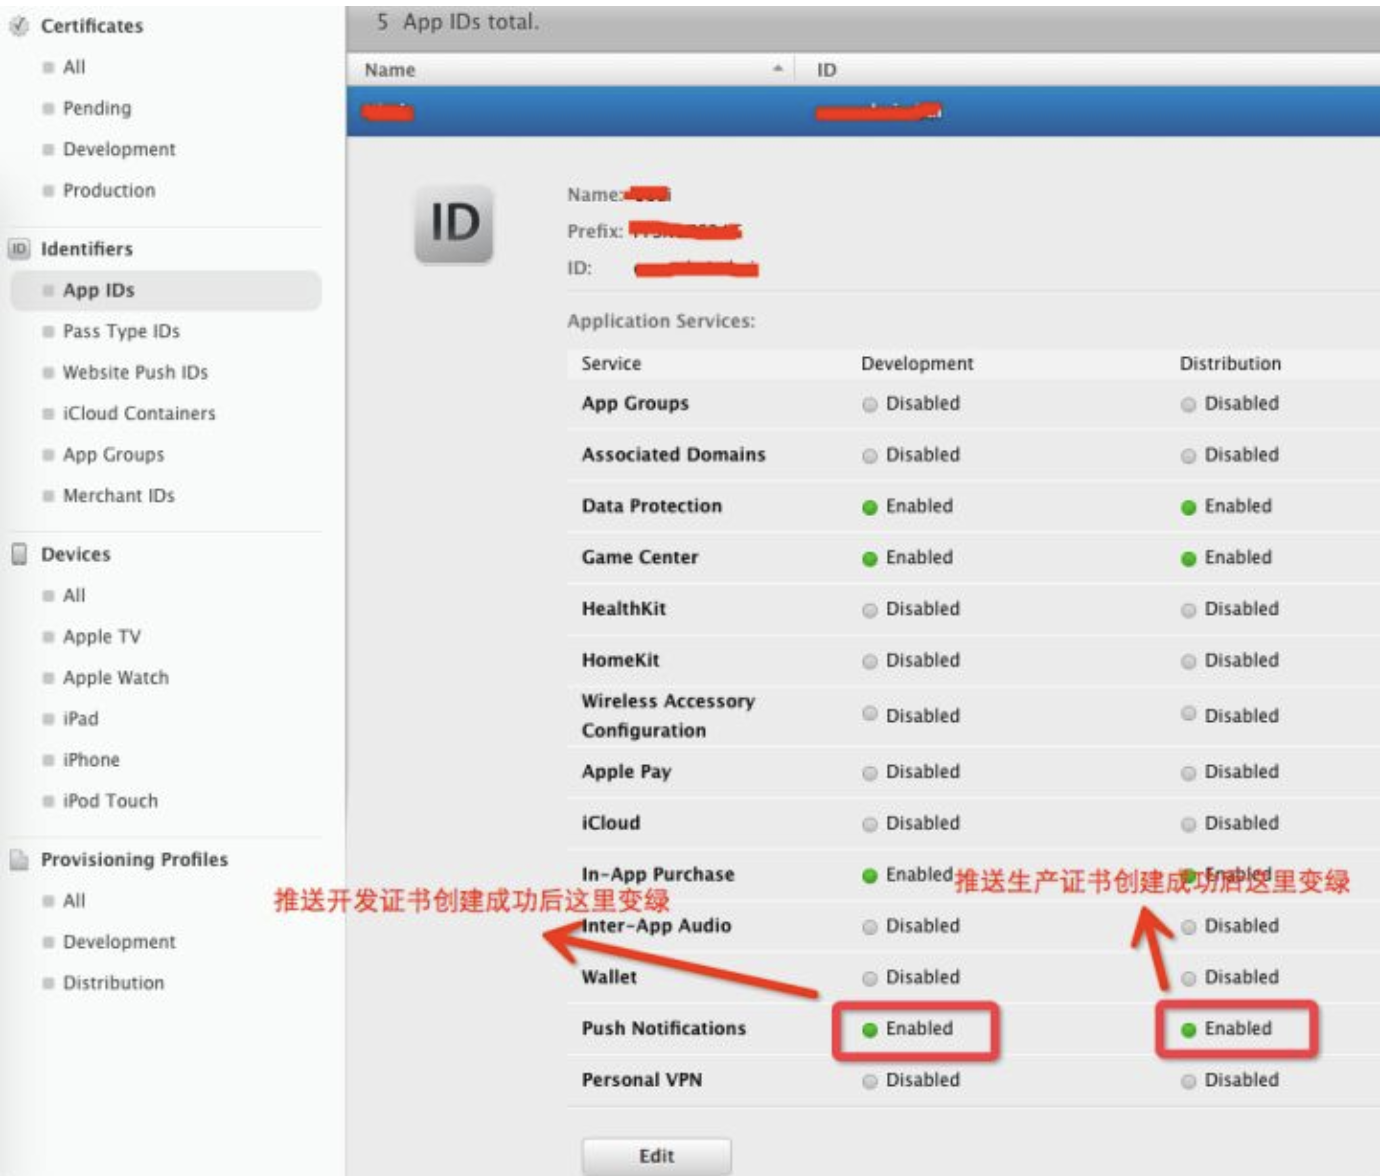 Certificates
All
Pending
Development
Production
Identifiers
App IDs
Pass Type IDs
Website Push IDs
iCloud Containers
App Groups
Merchant IDs
Devices
All
Apple TV
Apple Watch
iPad
iPhone
iPod Touch
Provisioning Profiles
All
Development
Distribution
5 App IDs total.
Name ID
ID
Name:
Prefix:
ID:
Application Services:
Service Development Distribution
App Groups Disabled Disabled
Associated Domains Disabled Disabled
Data Protection Enabled Enabled
Game Center Enabled Enabled
HealthKit Disabled Disabled
HomeKit Disabled Disabled
Wireless Accessory
Configuration Disabled Disabled
Apple Pay Disabled Disabled
iCloud Disabled Disabled
In-App Purchase Enabled Enabled
推送开发证书创建成功后这里变绿
推送生产证书创建成功后这里变绿
Inter-App Audio Disabled Disabled
Wallet Disabled Disabled
Push Notifications Enabled Enabled
Personal VPN Disabled Disabled
Edit